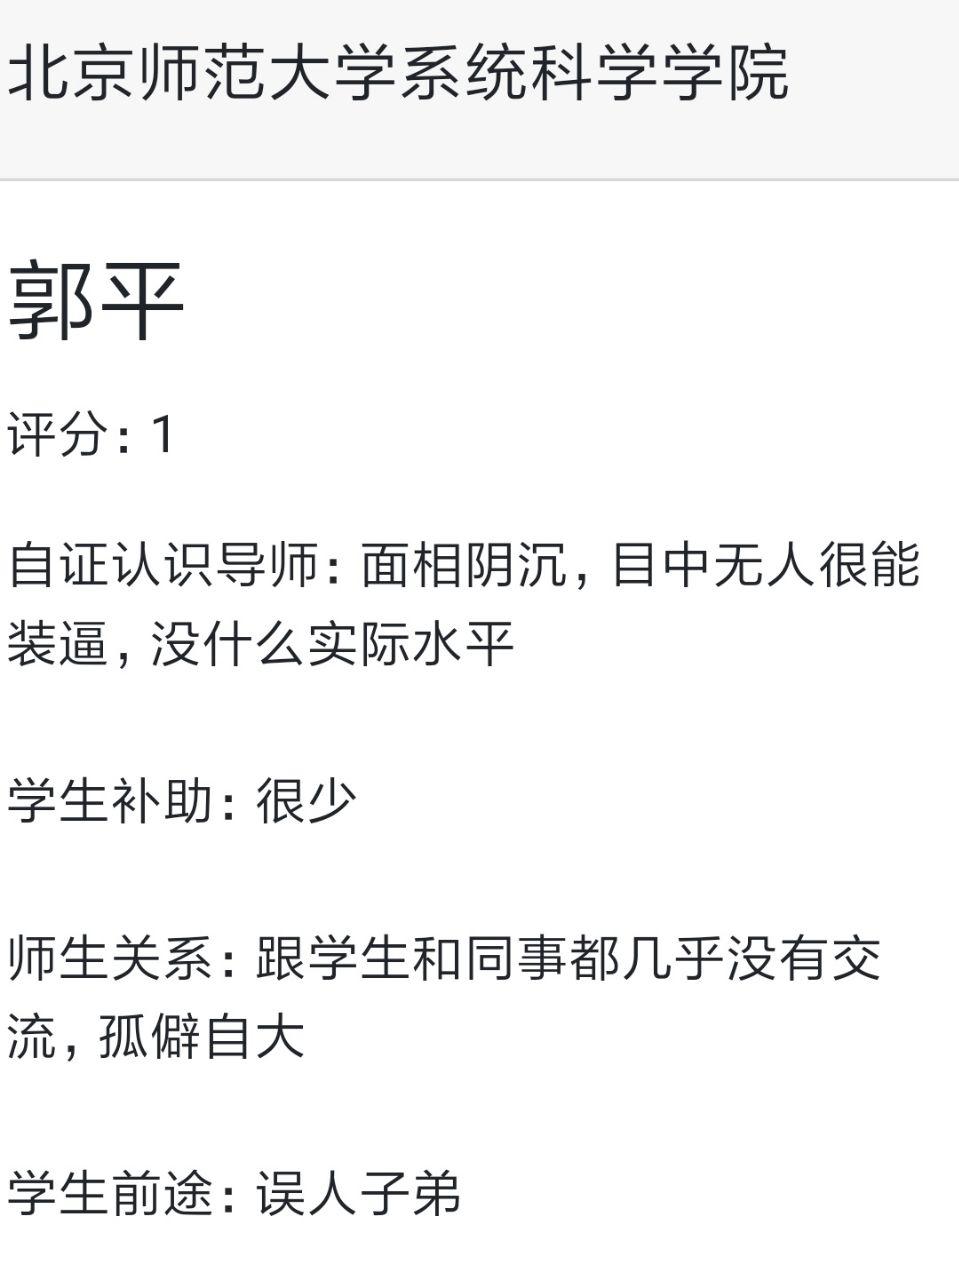 北京师范大学系统科学学院
郭平
评分: 1
自证认识导师: 面相阴沉, 目中无人很能
装逼, 没什么实际水平
学生补助: 很少
师生关系: 跟学生和同事都几乎没有交
流, 孤僻自大
学生前途: 误人子弟